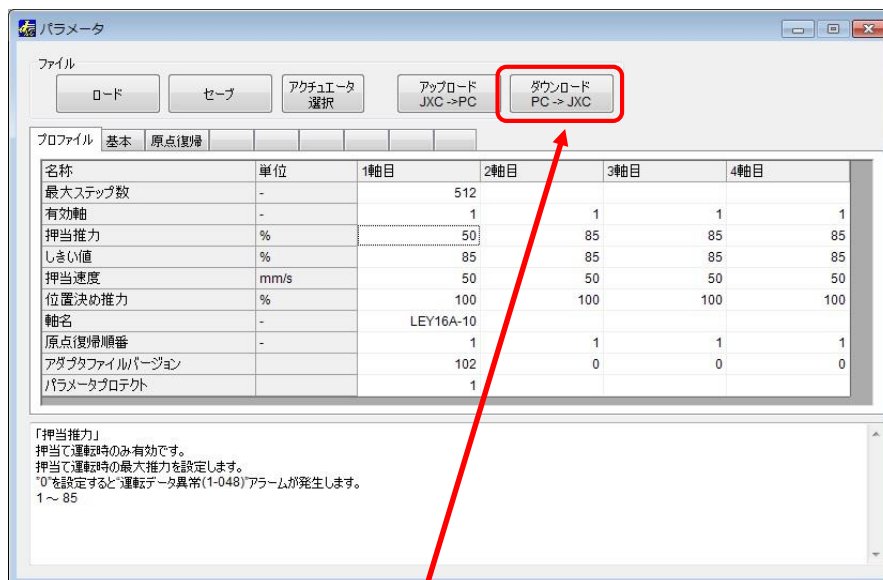 パラメータ
ファイル
ロード
セーブ
アクチュエータ
選択
アップロード
JXC ->PC
ダウンロード
PC -> JXC
プロファイル 基本 原点復帰
名称 単位 1軸目 2軸目 3軸目 4軸目
最大ステップ数 - 512
有効軸 - 1 1 1 1
押当推力 % 50 85 85 85
しきい値 % 85 85 85 85
押当速度 mm/s 50 50 50 50
位置決め推力 % 100 100 100 100
軸名 - LEY16A-10
原点復帰順番 - 1 1 1 1
アダプタファイルバージョン 102 0 0 0
パラメータプロテクト 1
「押当推力」
押当て運転時のみ有効です。
押当て運転時の最大推力を設定します。
"0"を設定すると"運転データ異常(1-048)"アラームが発生します。
1～ 85